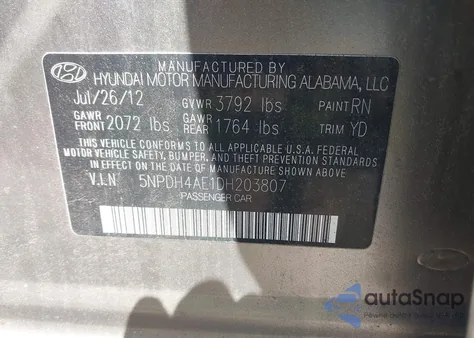 MANUFACTURED BY
HYUNDAI MOTOR MANUFACTURING ALABAMA, LLC
Jul/26/12 GVWR 3792 lbs PAINT RN
GAWR FRONT 2072 lbs GAWR REAR 1764 lbs TRIM YD
THIS VEHICLE CONFORMS TO ALL APPLICABLE U.S.A. FEDERAL
MOTOR VEHICLE SAFETY, BUMPER, AND THEFT PREVENTION STANDARDS
IN EFFECT ON THE DATE OF MANUFACTURE SHOWN ABOVE.
V.I.N 5NPDH4AE1DH203807
PASSENGER CAR
autoSnap